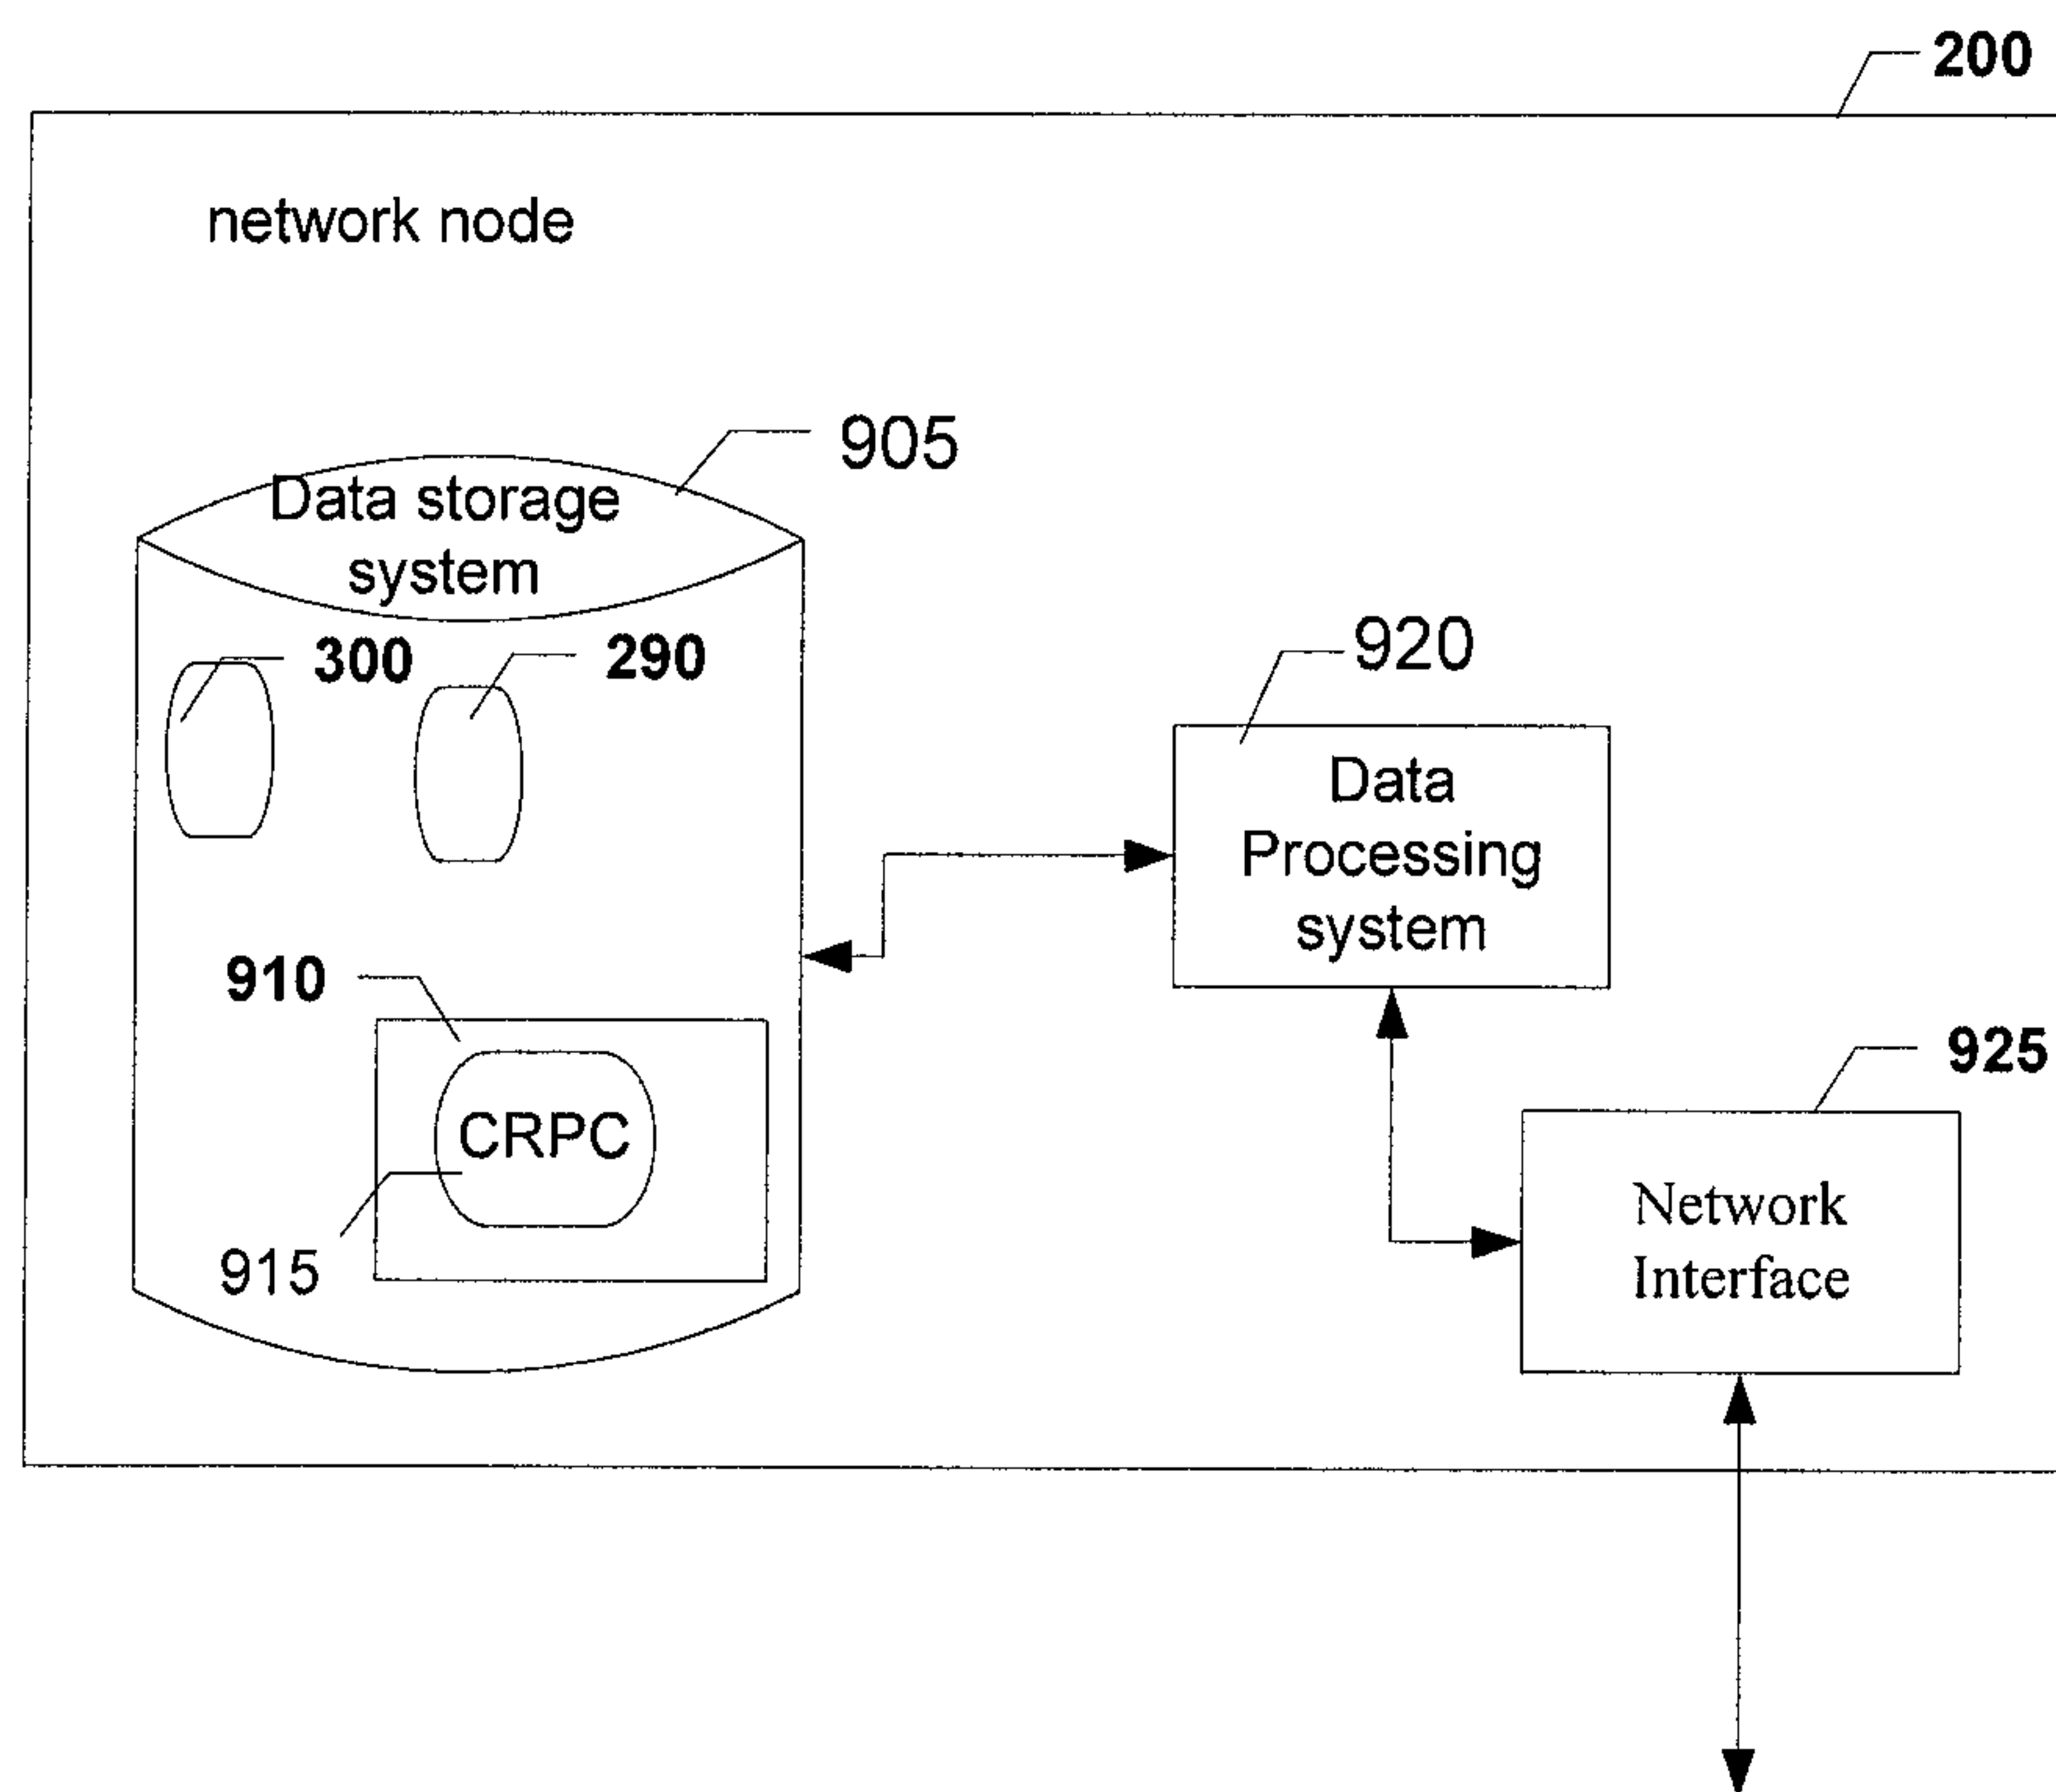 200
network node
905
Data storage
system
300
290
920
Data
Processing
system
910
925
CRPC
Network
Interface
915